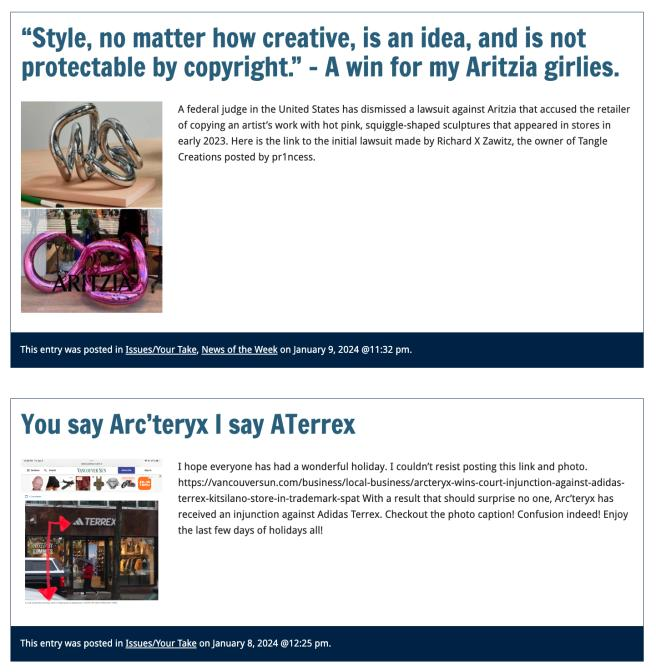 “Style, no matter how creative, is an idea, and is not
protectable by copyright.” – A win for my Aritzia girlies.
A federal judge in the United States has dismissed a lawsuit against Aritzia that accused the retailer
of copying an artist’s work with hot pink, squiggle-shaped sculptures that appeared in stores in
early 2023. Here is the link to the initial lawsuit made by Richard X Zawitz, the owner of Tangle
Creations posted by pr1ncess.
ARITZIA
This entry was posted in Issues/Your Take, News of the Week on January 9, 2024 @11:32 pm.
You say Arc’teryx I say ATerrex
I hope everyone has had a wonderful holiday. I couldn’t resist posting this link and photo.
https://vancouversun.com/business/local-business/arcteryx-wins-court-injunction-against-adidas-
terrex-kitsilano-store-in-trademark-spat With a result that should surprise no one, Arc’teryx has
received an injunction against Adidas Terrex. Checkout the photo caption! Confusion indeed! Enjoy
the last few days of holidays all!
VANCOUVER SUN
TERREX
This entry was posted in Issues/Your Take on January 8, 2024 @12:25 pm.